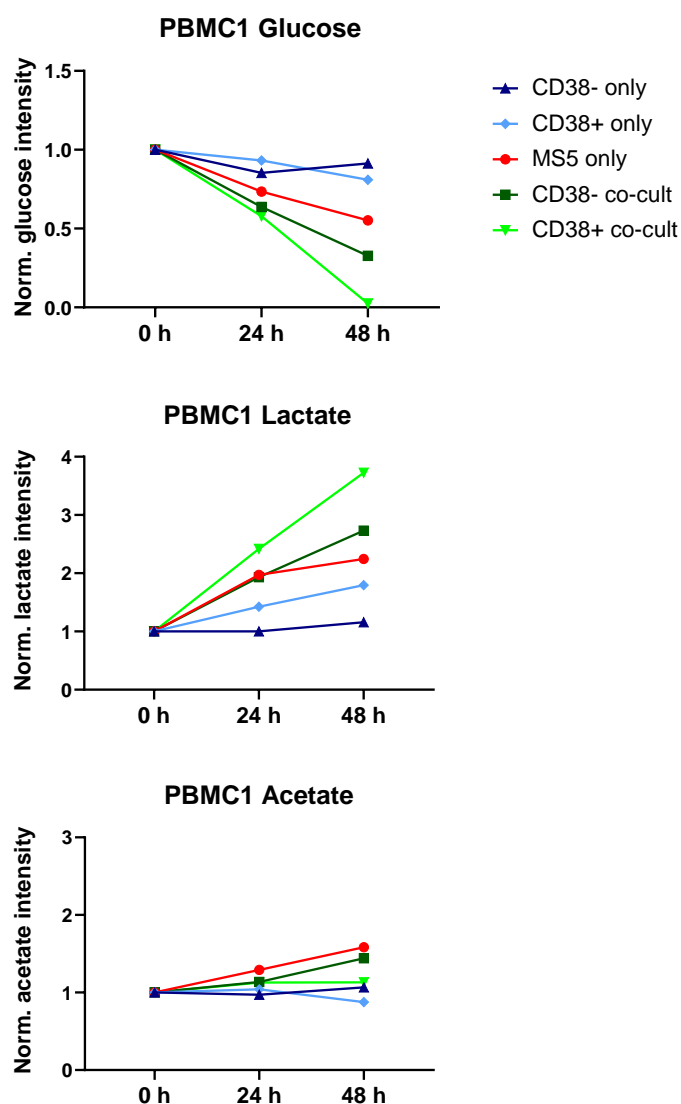 PBMC1 Glucose
Norm. glucose intensity
1.5
1.0
0.5
0.0
0 h 24 h 48 h
CD38- only
CD38+ only
MS5 only
CD38- co-cult
CD38+ co-cult
PBMC1 Lactate
Norm. lactate intensity
4
3
2
1
0
0 h 24 h 48 h
PBMC1 Acetate
Norm. acetate intensity
3
2
1
0
0 h 24 h 48 h